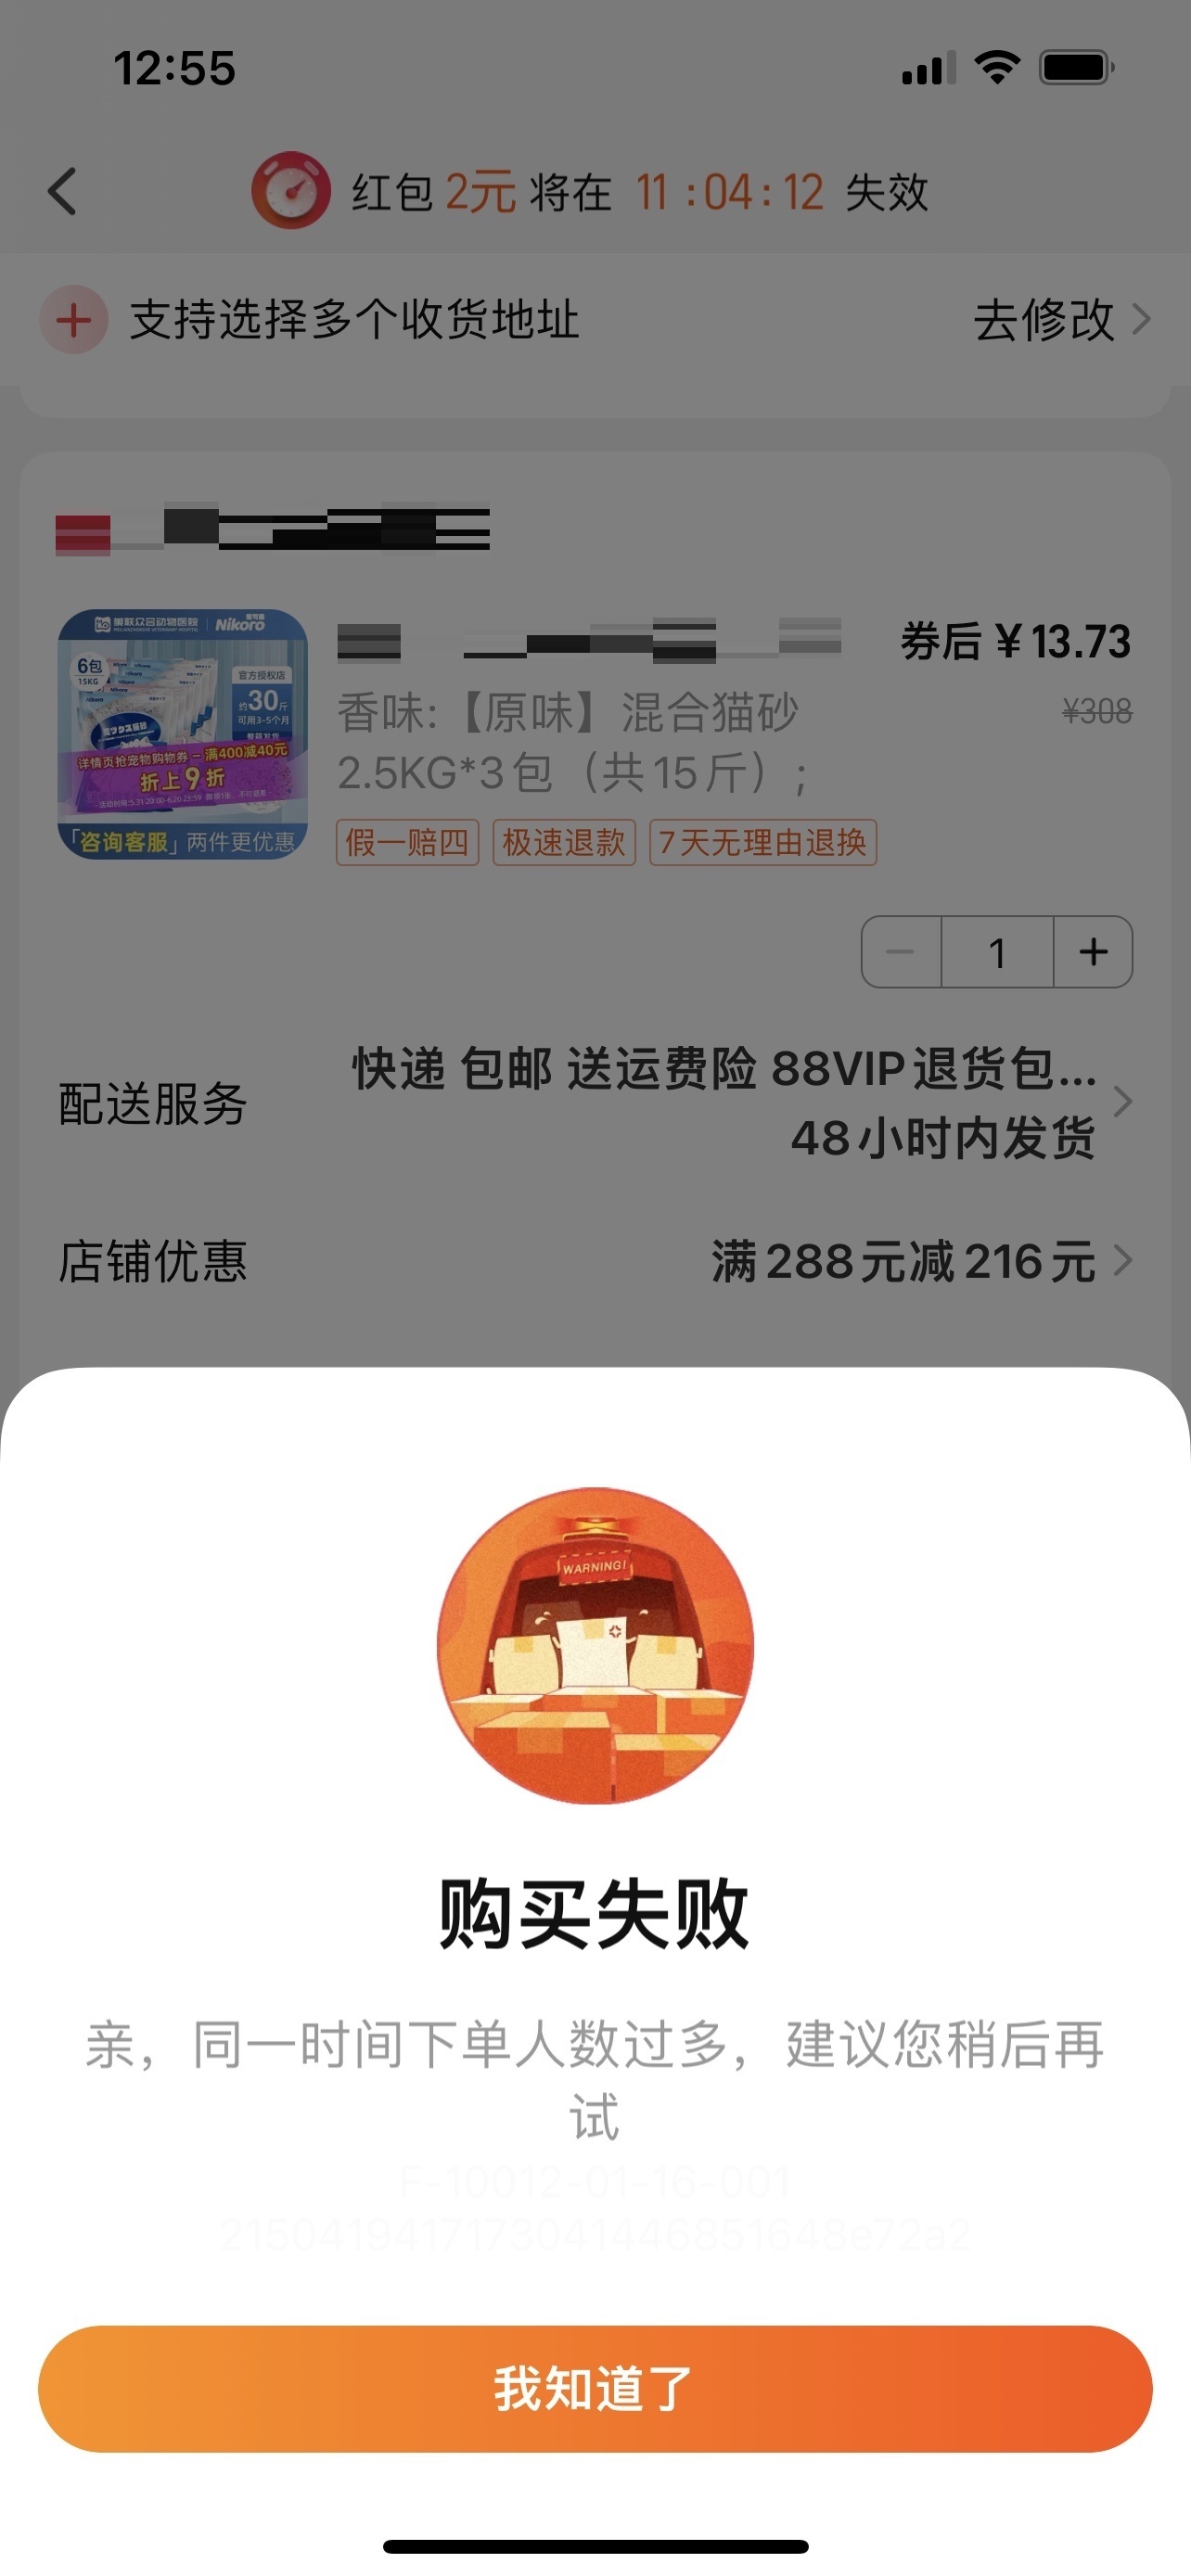 12:55
红包 2元 将在 11:04:12 失效
支持选择多个收货地址 去修改
Nikoro
券后 ¥13.73
香味:【原味】混合猫砂 ¥308
2.5KG*3包（共15斤）;
6包
15KG
官方授权店
约30斤
可用3-5个月
详情页抢宠物购物券-满400减40元
折上9折
「咨询客服」两件更优惠
假一赔四 极速退款 7天无理由退换
1
配送服务 快递 包邮 送运费险 88VIP退货包...
48小时内发货
店铺优惠 满288元减216元
WARNING!
购买失败
亲，同一时间下单人数过多，建议您稍后再
试
F-10012-01-16-001
2150419417173041446851648e72a2
我知道了